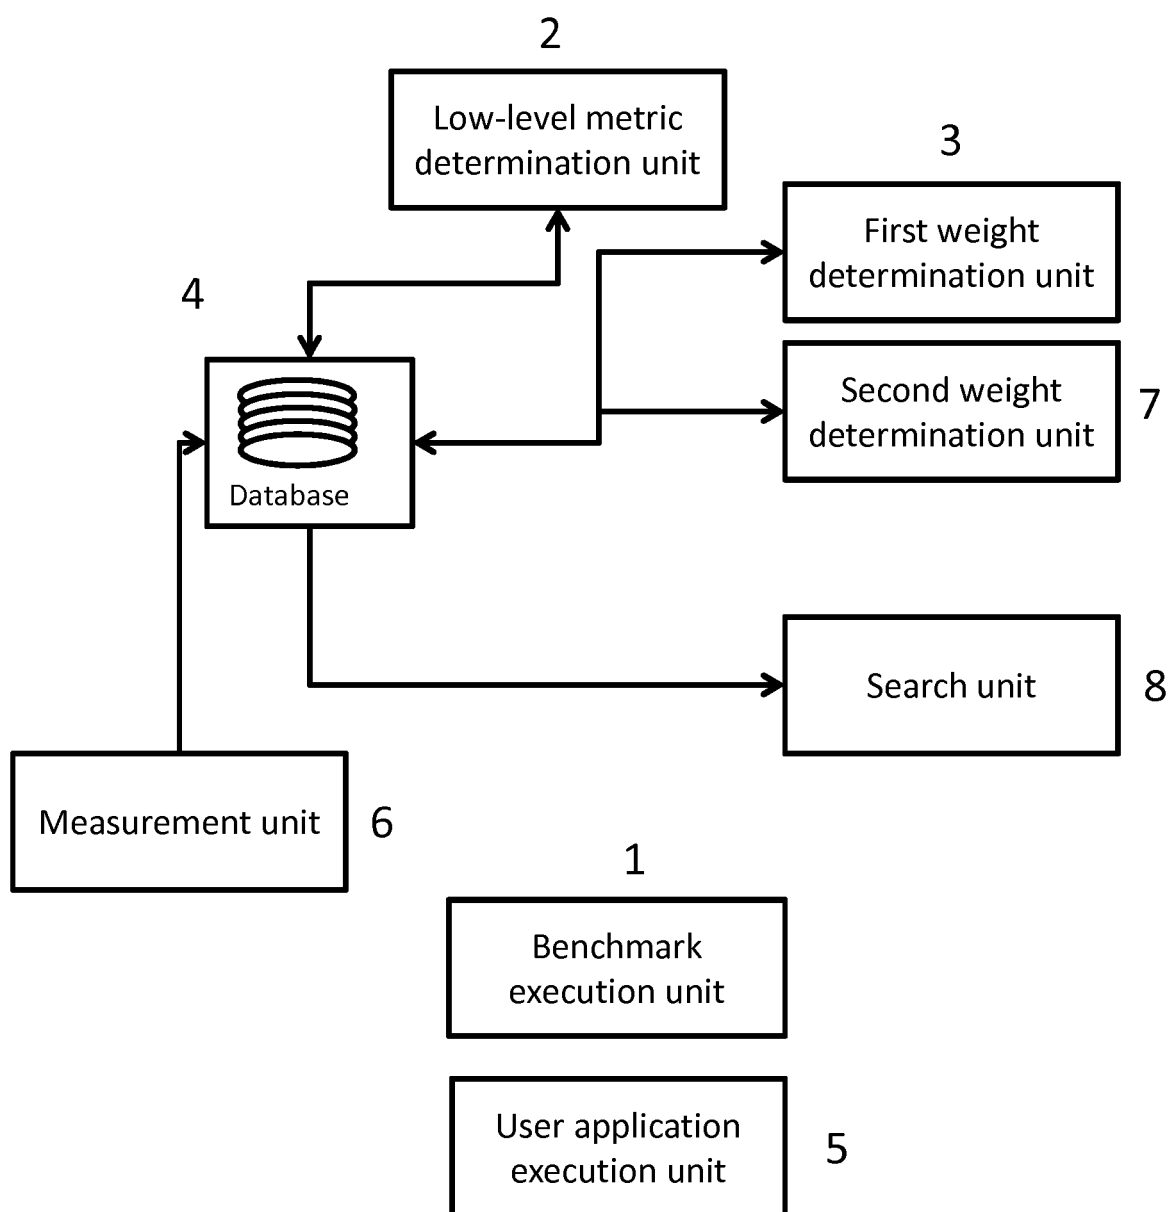 2
Low-level metric
determination unit
3
First weight
determination unit
4
Second weight
determination unit
7
Database
Search unit
8
Measurement unit
6
1
Benchmark
execution unit
User application
execution unit
5